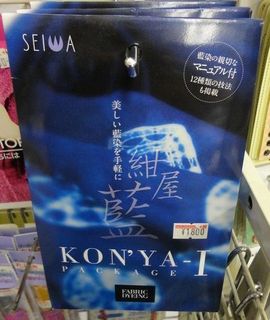 SEIWA
藍染の親切な
マニュアル付
12種類の技法
も掲載
美しい藍染を手軽に
紺屋藍
KON'YA-1
PACKAGE
¥1800
FABRIC
DYEING